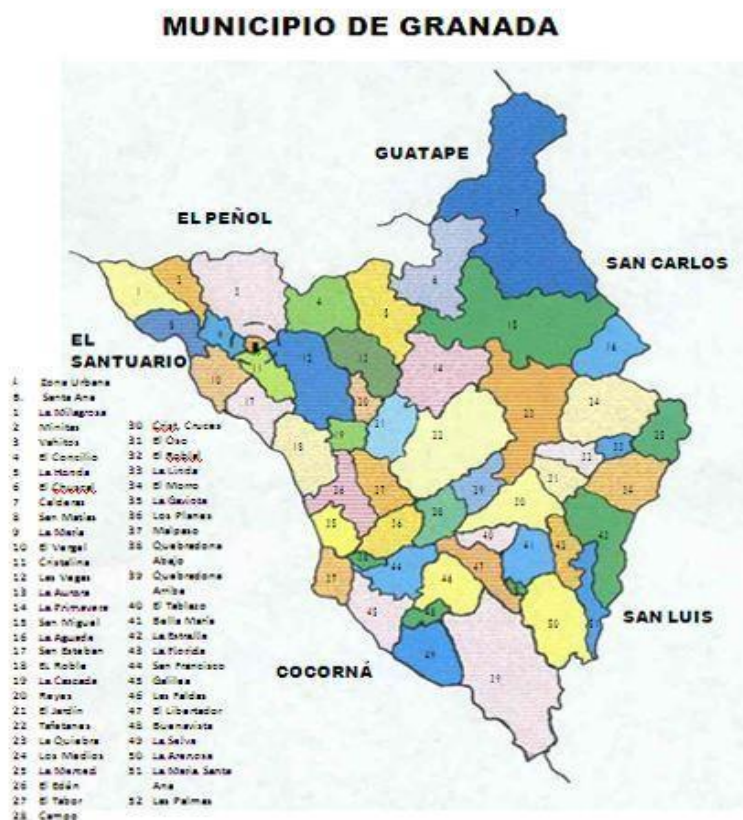 MUNICIPIO DE GRANADA
GUATAPE
EL PEÑOL
SAN CARLOS
EL
SANTUARIO
SAN LUIS
COCORNÁ
Zona Urbana
Santa Ana
1 La Milagrosa
2 Minitas
3 Vahitos
4 El Concilio
5 La Honda
6 El Chuscal
7 Calderas
8 San Matías
9 La María
10 El Vergel
11 Cristalina
12 Las Vegas
13 La Aurora
14 La Primavera
15 San Miguel
16 La Aguada
17 San Esteban
18 EL Roble
19 La Cascada
20 Reyes
21 El Jardín
22 Tafetanes
23 La Quiebra
24 Los Medios
25 La Merced
26 El Edén
27 El Tabor
28 Campo
30 Cruces
31 El Oso
32 El Roblal
33 La Linda
34 El Morro
35 La Gaviota
36 Los Planes
37 Malpaso
38 Quebradona
Abajo
39 Quebradona
Arriba
40 El Tablazo
41 Bella María
42 La Estrella
43 La Florida
44 San Francisco
45 Galilea
46 Las Faldas
47 El Libertador
48 Buenavista
49 La Selva
50 La Arenosa
51 La María Santa
Ana
52 Las Palmas